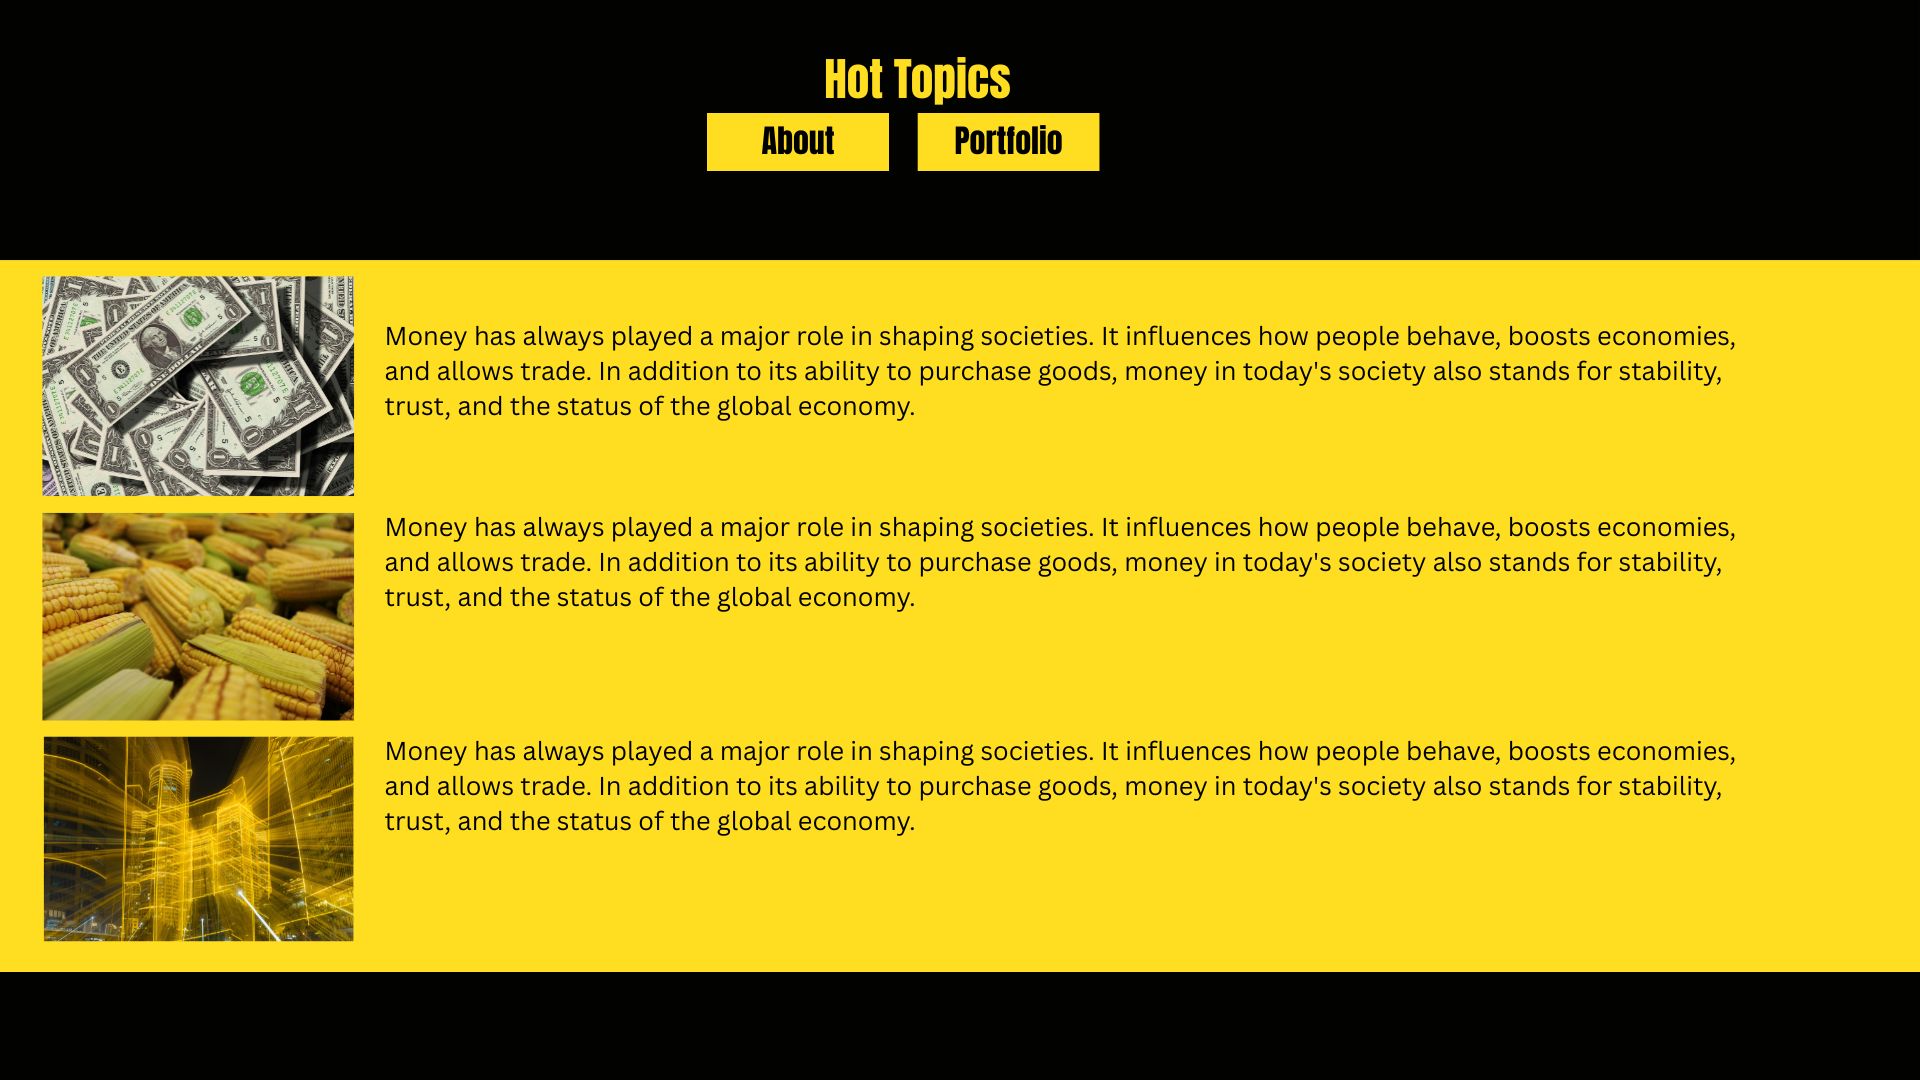 Hot Topics
About
Portfolio
Money has always played a major role in shaping societies. It influences how people behave, boosts economies,
and allows trade. In addition to its ability to purchase goods, money in today's society also stands for stability,
trust, and the status of the global economy.
Money has always played a major role in shaping societies. It influences how people behave, boosts economies,
and allows trade. In addition to its ability to purchase goods, money in today's society also stands for stability,
trust, and the status of the global economy.
Money has always played a major role in shaping societies. It influences how people behave, boosts economies,
and allows trade. In addition to its ability to purchase goods, money in today's society also stands for stability,
trust, and the status of the global economy.